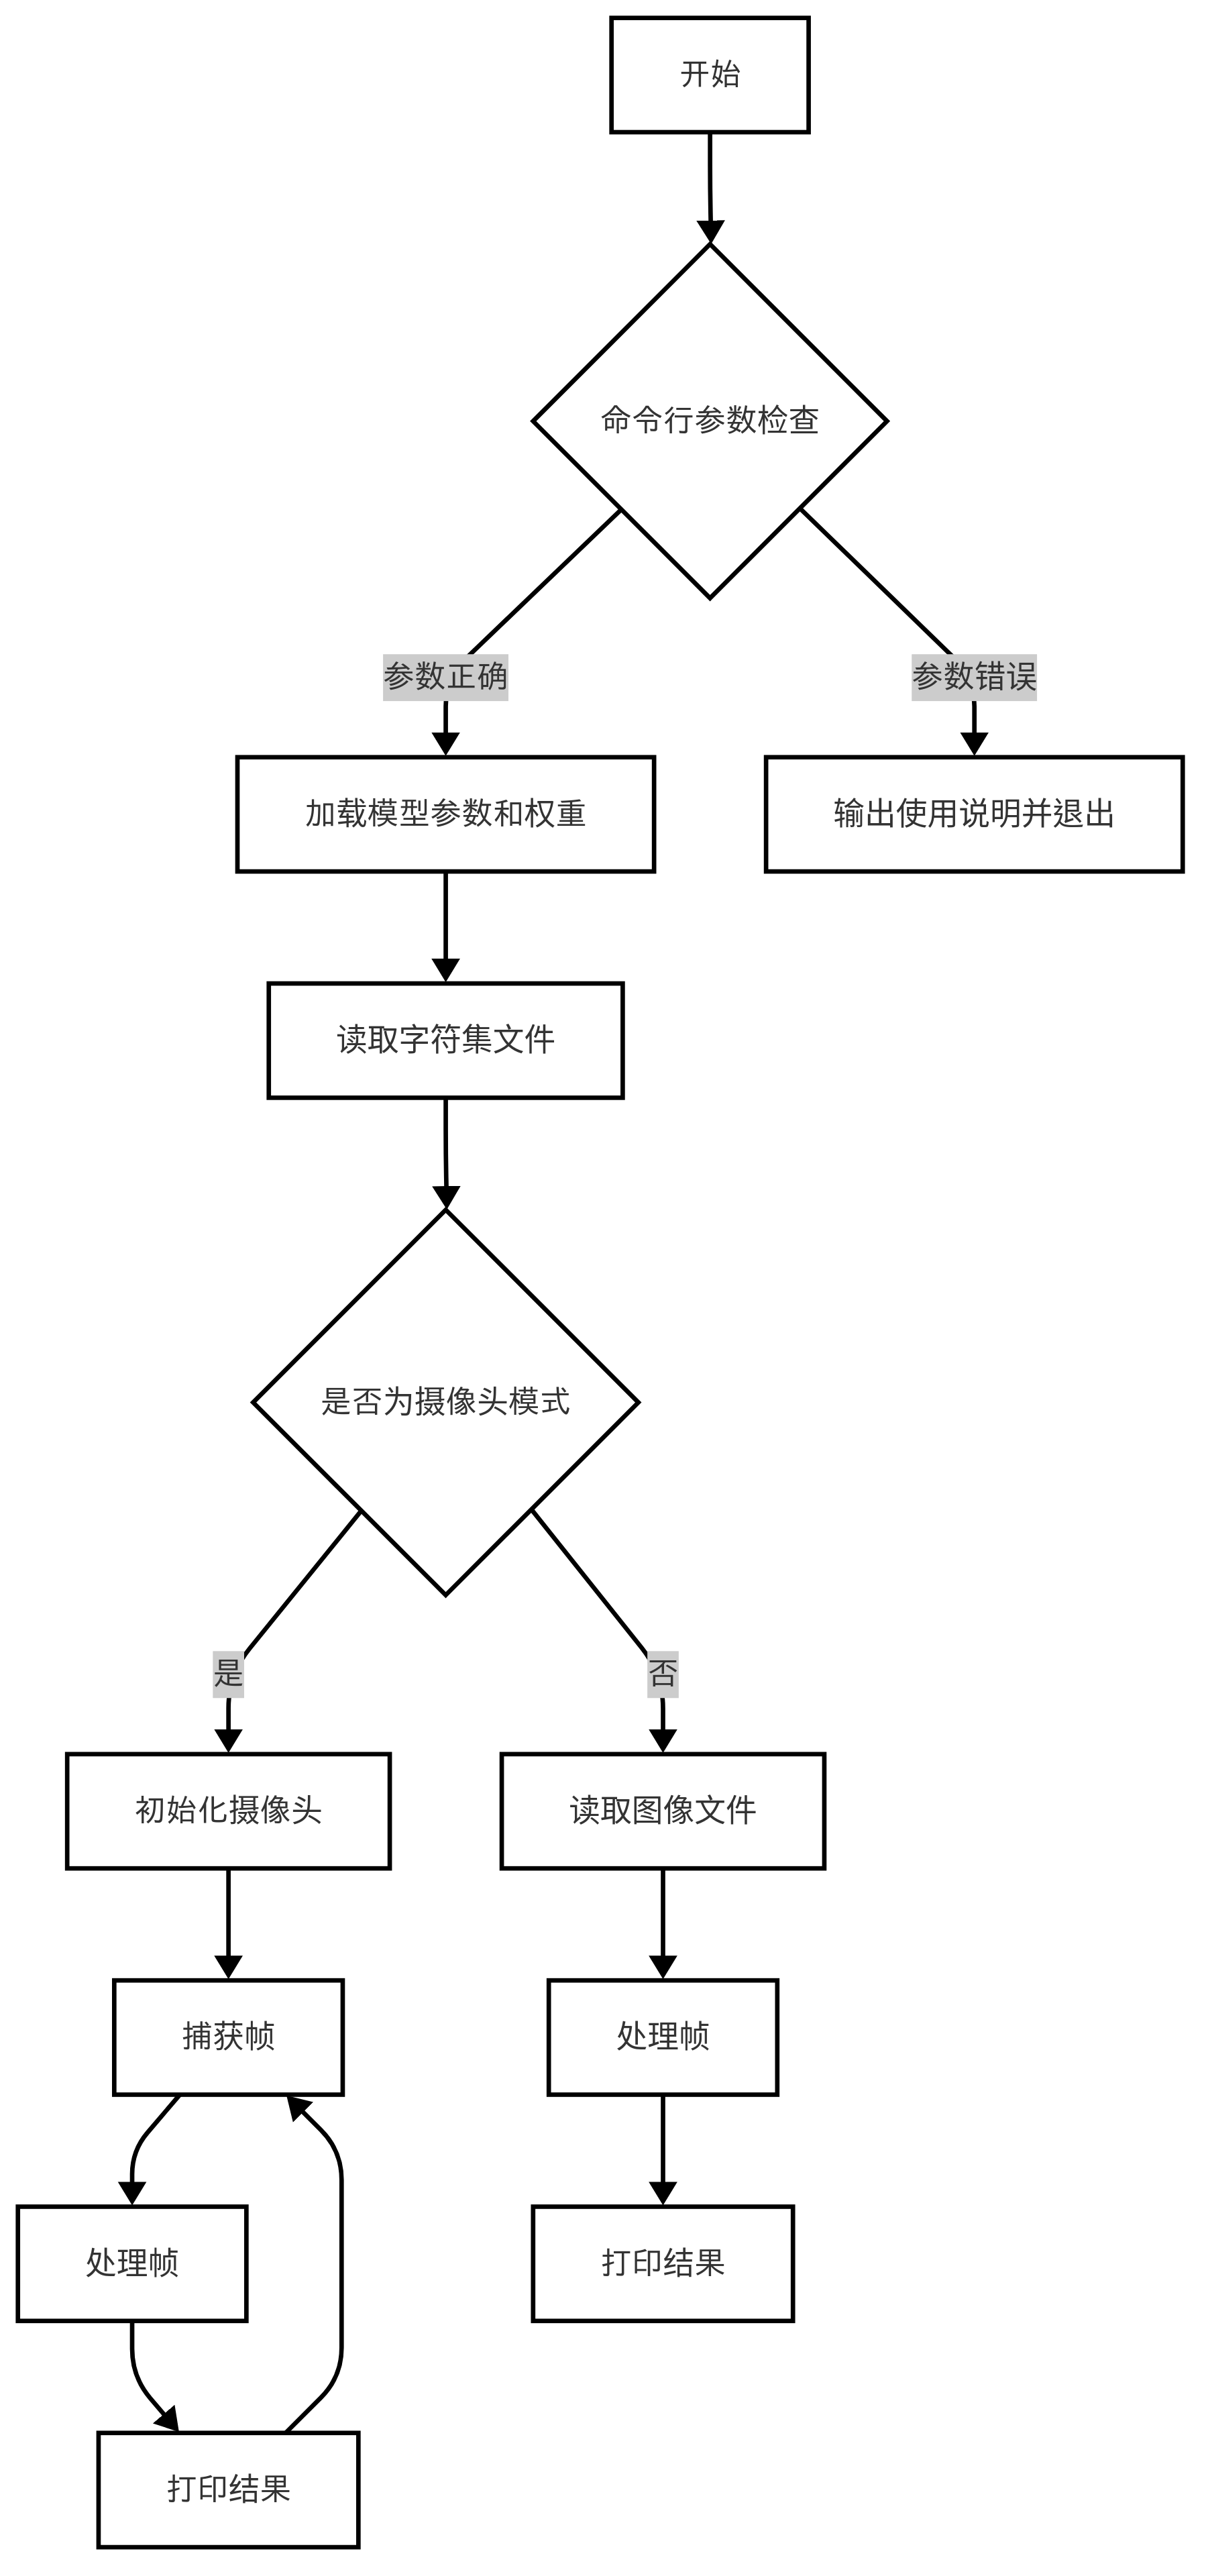 开始
命令行参数检查
参数正确
参数错误
加载模型参数和权重
输出使用说明并退出
读取字符集文件
是否为摄像头模式
是
否
初始化摄像头
读取图像文件
捕获帧
处理帧
处理帧
打印结果
打印结果